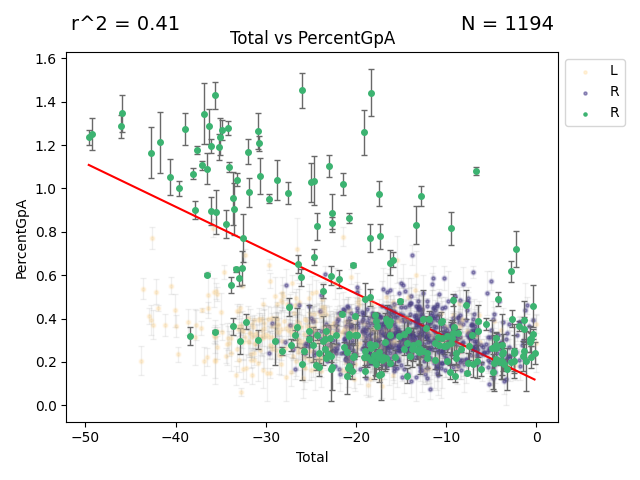 r^2 = 0.41
N = 1194
Total vs PercentGpA
L
R
R
PercentGpA
1.6
1.4
1.2
1.0
0.8
0.6
0.4
0.2
0.0
−50
−40
−30
−20
−10
0
Total